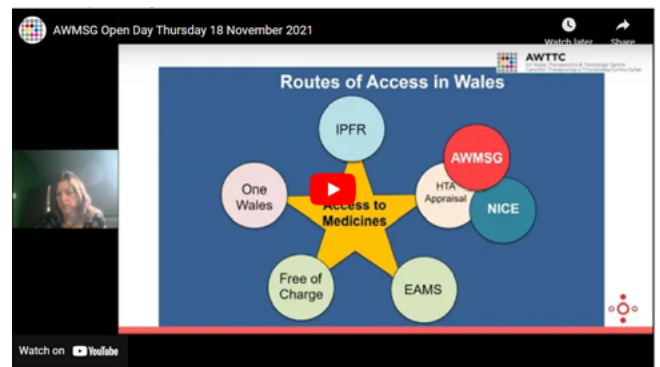 AWMSG Open Day Thursday 18 November 2021
Watch later
Share
AWTTC
Routes of Access in Wales
IPFR
AWMSG
One
Wales
HTA
Appraisal
NICE
Access to
Medicines
Free of
Charge
EAMS
Watch on YouTube